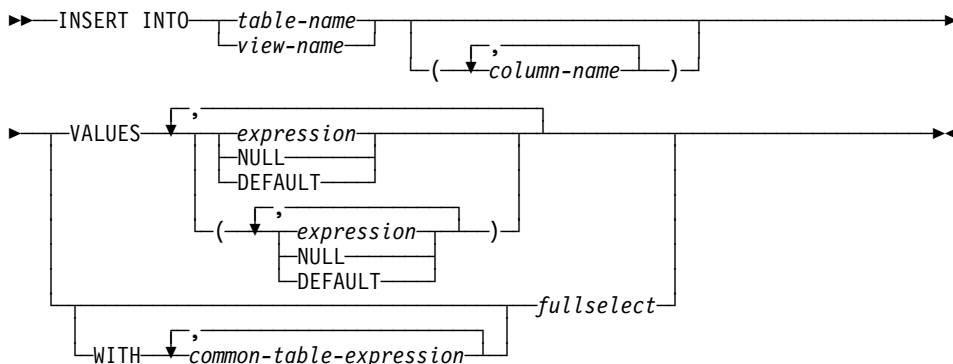 INSERT INTO table-name
view-name
,
( column-name )
VALUES ,
expression
NULL
DEFAULT
,
( expression )
NULL
DEFAULT
fullselect
,
WITH common-table-expression